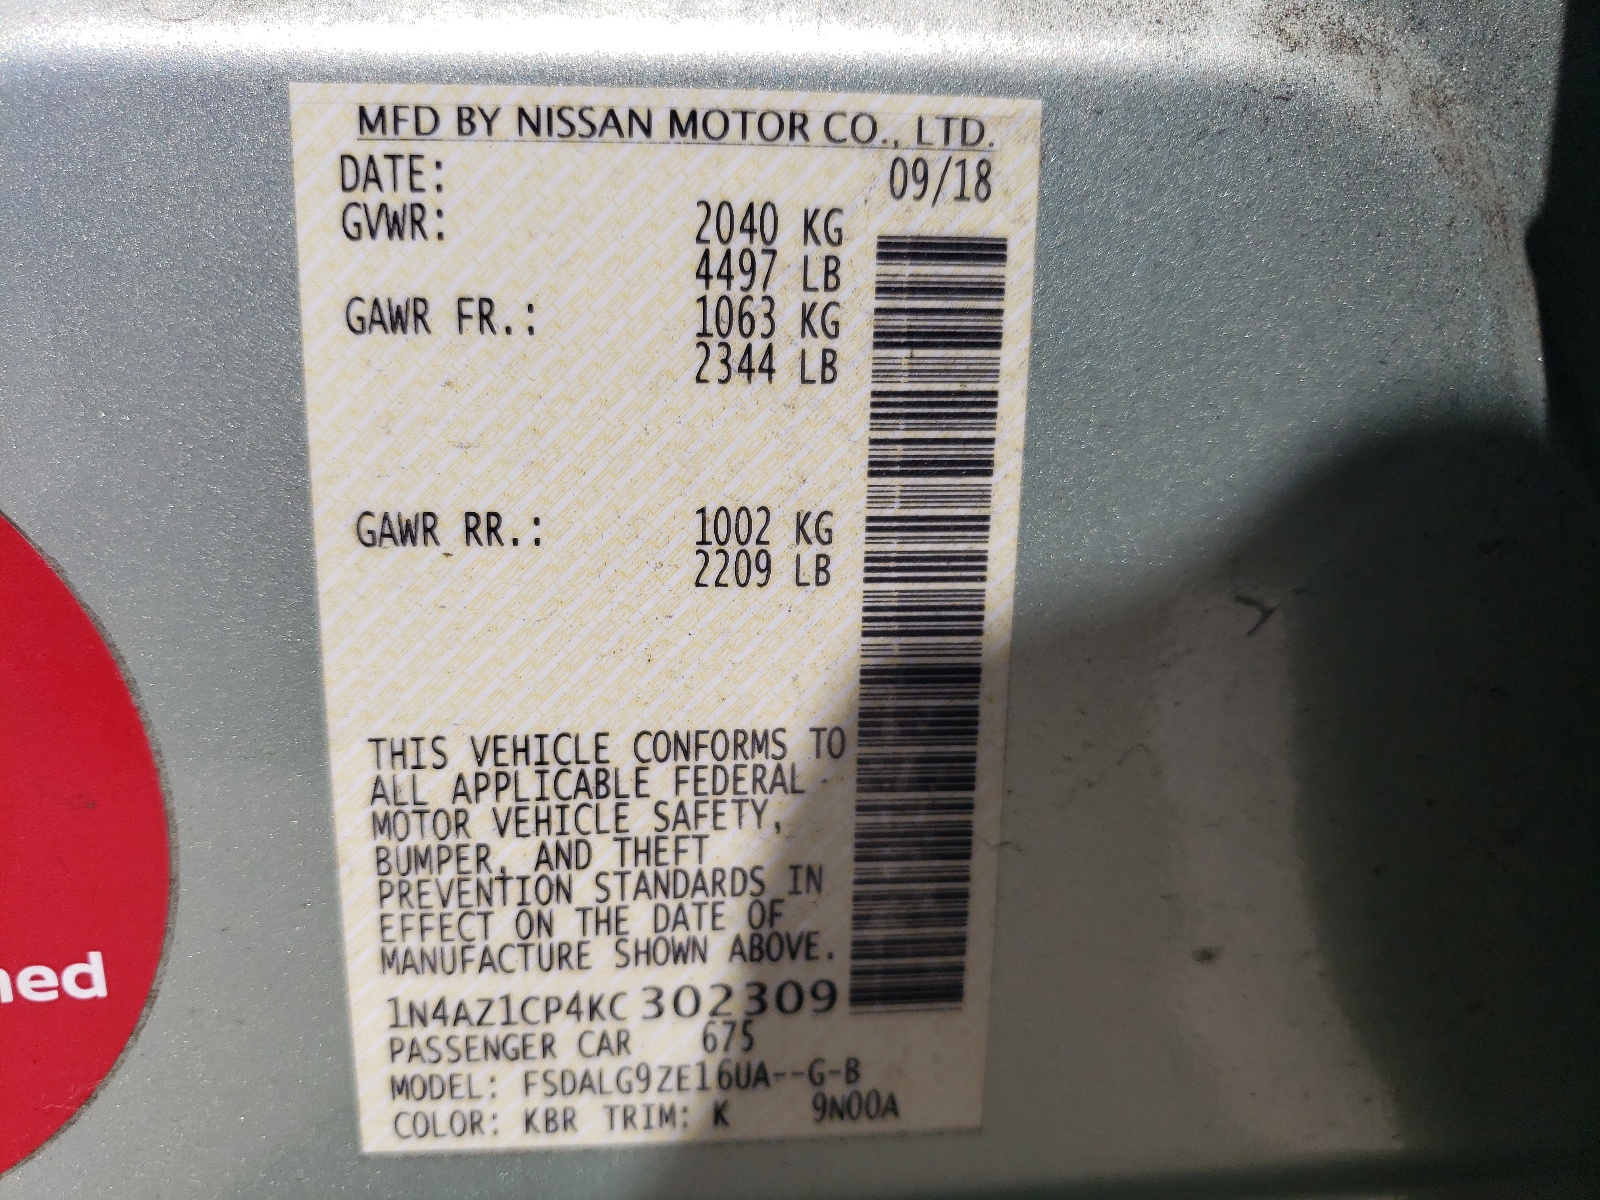 MFD BY NISSAN MOTOR CO., LTD.
DATE: 09/18
GVWR: 2040 KG
4497 LB
GAWR FR.: 1063 KG
2344 LB
GAWR RR.: 1002 KG
2209 LB
THIS VEHICLE CONFORMS TO
ALL APPLICABLE FEDERAL
MOTOR VEHICLE SAFETY,
BUMPER, AND THEFT
PREVENTION STANDARDS IN
EFFECT ON THE DATE OF
MANUFACTURE SHOWN ABOVE.
ned
1N4AZ1CP4KC302309
PASSENGER CAR 675
MODEL: FSDALG9ZE16UA--G-B
COLOR: KBR TRIM: K 9N00A